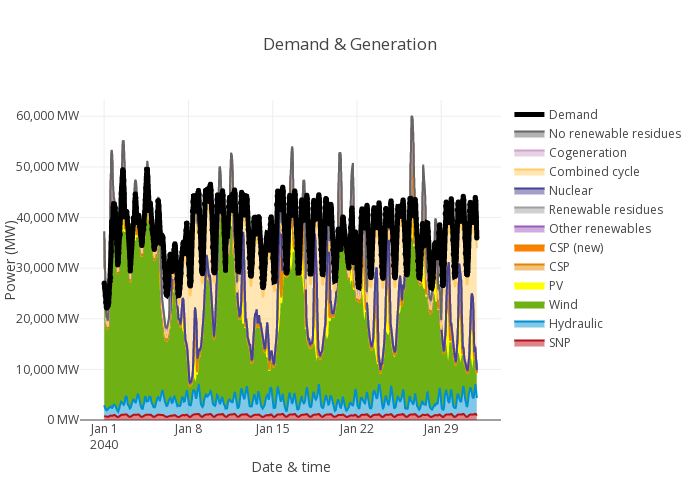 Demand & Generation
60,000 MW
50,000 MW
40,000 MW
30,000 MW
20,000 MW
10,000 MW
0 MW
Power (MW)
Jan 1
2040
Jan 8
Jan 15
Jan 22
Jan 29
Date & time
Demand
No renewable residues
Cogeneration
Combined cycle
Nuclear
Renewable residues
Other renewables
CSP (new)
CSP
PV
Wind
Hydraulic
SNP